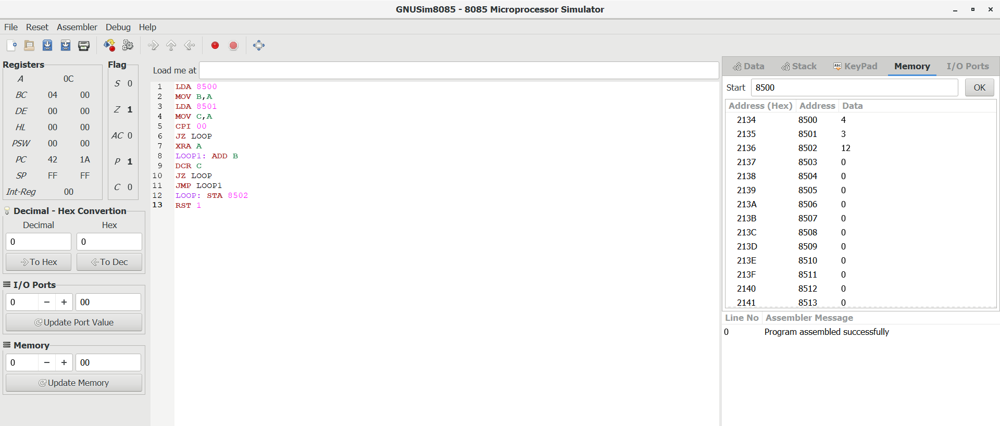 GNUSim8085 - 8085 Microprocessor Simulator
File Reset Assembler Debug Help
Registers
A 0C
BC 04 00
DE 00 00
HL 00 00
PSW 00 00
PC 42 1A
SP FF FF
Int-Reg 00
Flag
S 0
Z 1
AC 0
P 1
C 0
Decimal - Hex Convertion
Decimal Hex
0 0
To Hex To Dec
I/O Ports
0 − + 00
Update Port Value
Memory
0 − + 00
Update Memory
Load me at
1 LDA 8500
2 MOV B,A
3 LDA 8501
4 MOV C,A
5 CPI 00
6 JZ LOOP
7 XRA A
8 LOOP1: ADD B
9 DCR C
10 JZ LOOP
11 JMP LOOP1
12 LOOP: STA 8502
13 RST 1
Data Stack Abc KeyPad Memory I/O Ports
Start 8500 OK
Address (Hex) Address Data
2134 8500 4
2135 8501 3
2136 8502 12
2137 8503 0
2138 8504 0
2139 8505 0
213A 8506 0
213B 8507 0
213C 8508 0
213D 8509 0
213E 8510 0
213F 8511 0
2140 8512 0
2141 8513 0
Line No Assembler Message
0 Program assembled successfully